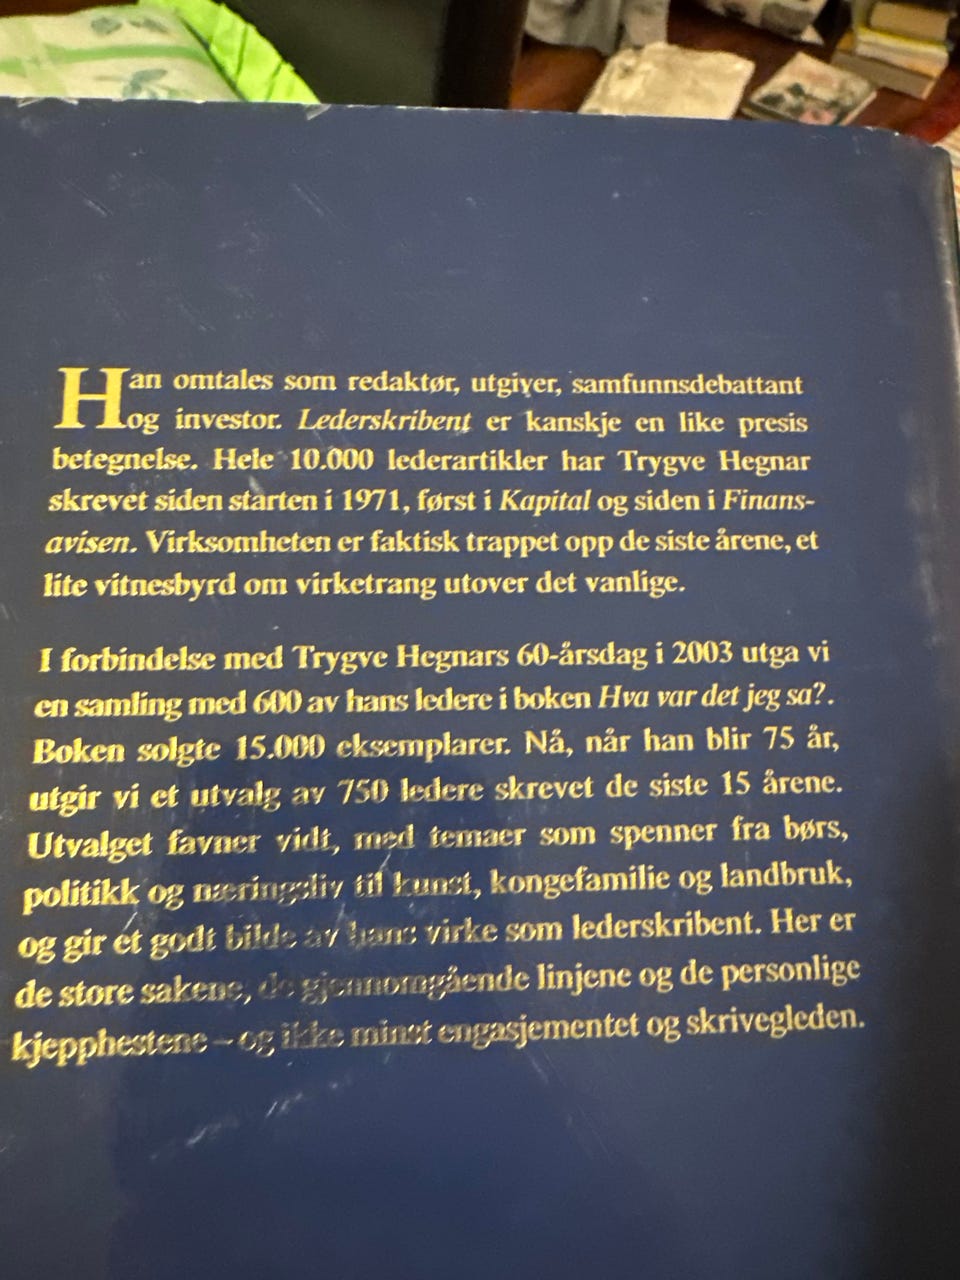 Han omtales som redaktør, utgiver, samfunnsdebattant
og investor. Lederskribent er kanskje en like presis
betegnelse. Hele 10.000 lederartikler har Trygve Hegnar
skrevet siden starten i 1971, først i Kapital og siden i Finans-
avisen. Virksomheten er faktisk trappet opp de siste årene, et
lite vitnesbyrd om virketrang utover det vanlige.
I forbindelse med Trygve Hegnars 60-årsdag i 2003 utga vi
en samling med 600 av hans ledere i boken Hva var det jeg sa?.
Boken solgte 15.000 eksemplarer. Nå, når han blir 75 år,
utgir vi et utvalg av 750 ledere skrevet de siste 15 årene.
Utvalget favner vidt, med temaer som spenner fra børs,
politikk og næringsliv til kunst, kongefamilie og landbruk,
og gir et godt bilde av hans virke som lederskribent. Her er
de store sakene, de gjennomgående linjene og de personlige
kjepphestene – og ikke minst engasjementet og skrivegleden.